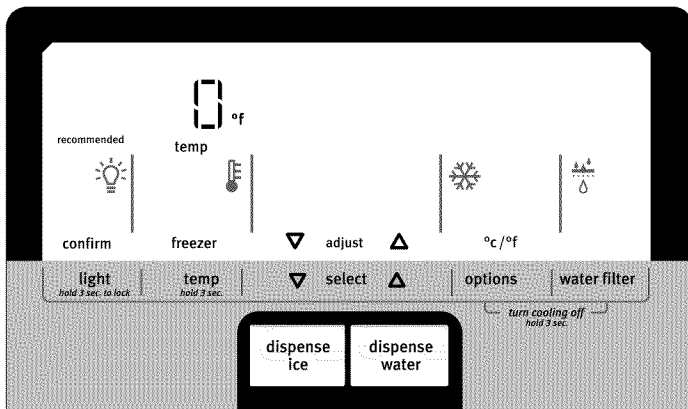 0 °f
recommended
temp
confirm freezer adjust °c/°f
light temp select options water filter
hold 3 sec. to lock hold 3 sec.
turn cooling off
hold 3 sec.
dispense ice
dispense water